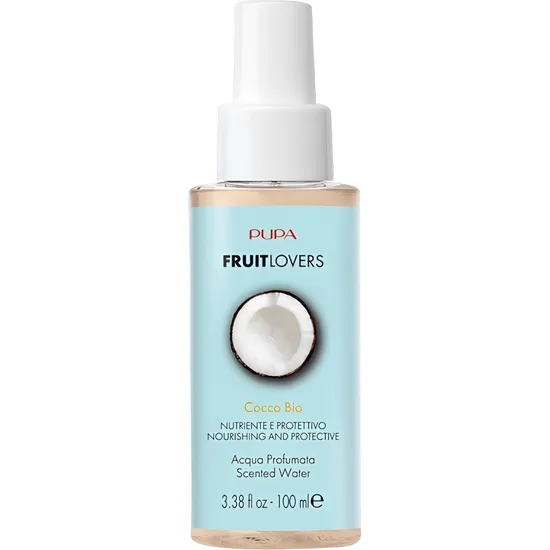 PUPA
FRUITLOVERS
Cocco Bio
NUTRIENTE E PROTETTIVO
NOURISHING AND PROTECTIVE
Acqua Profumata
Scented Water
3.38 fl oz - 100 ml ℮